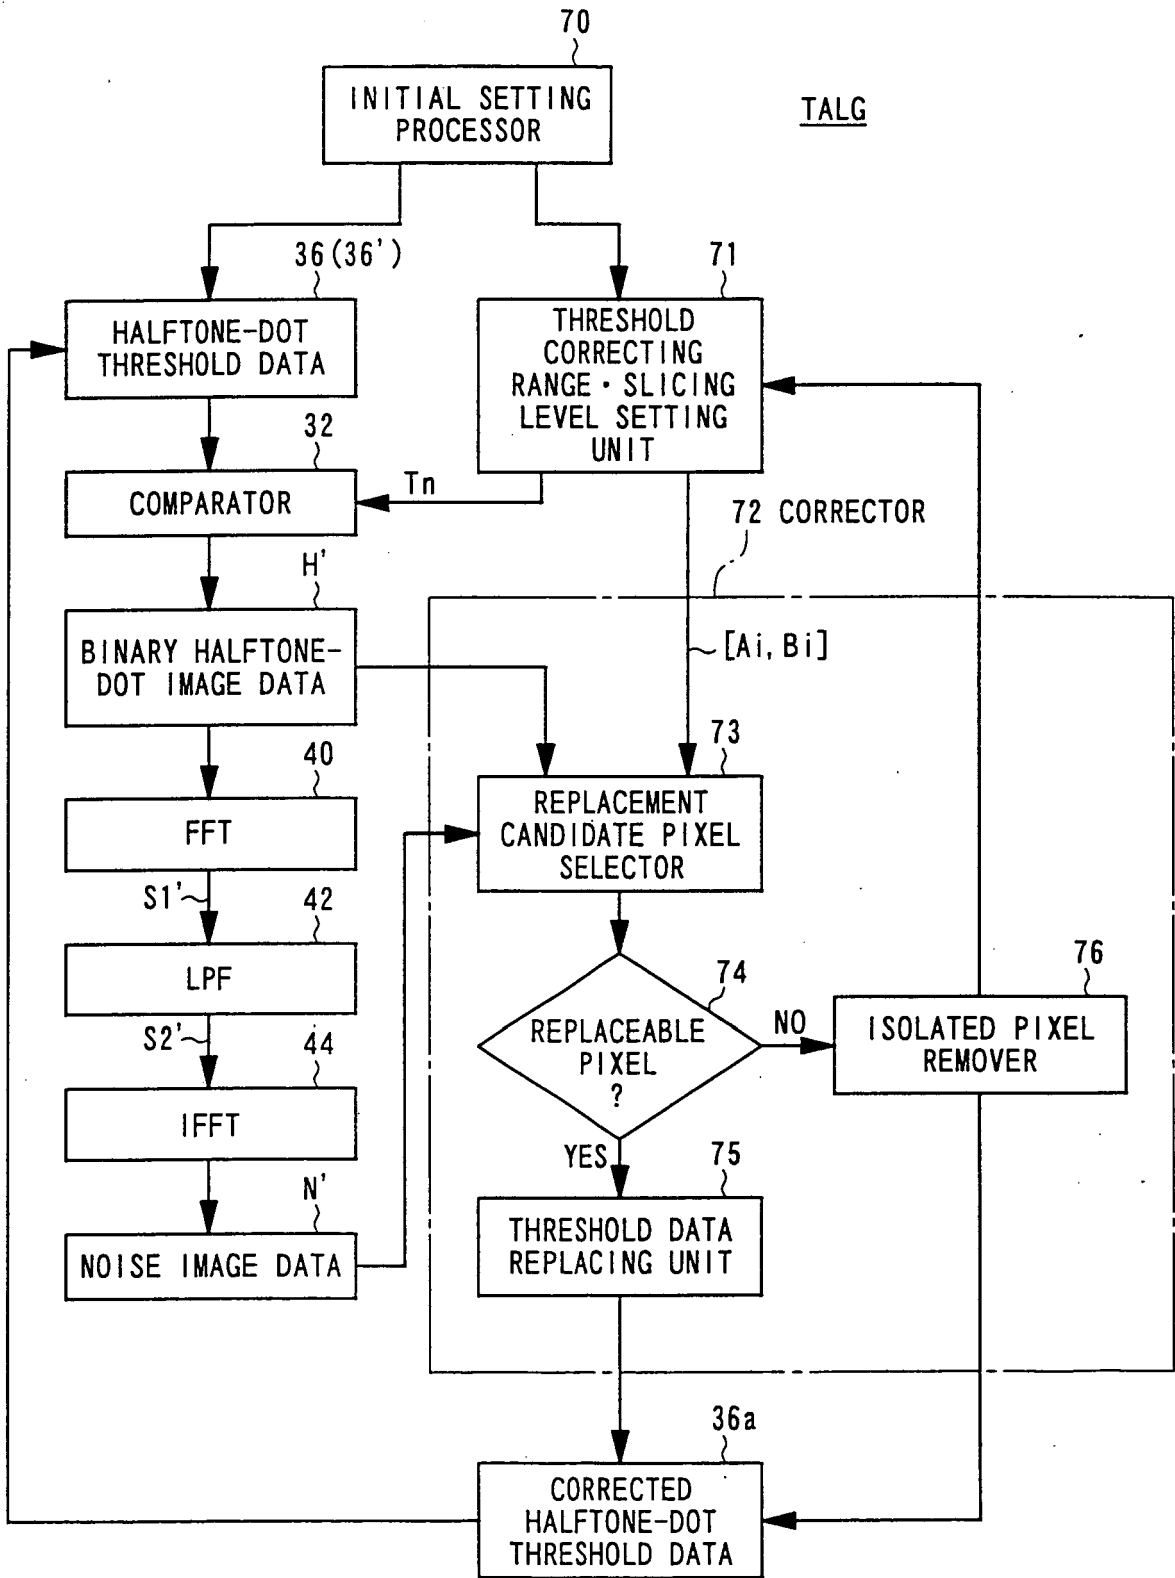 70
INITIAL SETTING
PROCESSOR
TALG
36(36')
HALFTONE-DOT
THRESHOLD DATA
71
THRESHOLD
CORRECTING
RANGE・SLICING
LEVEL SETTING
UNIT
32
COMPARATOR
Tn
72 CORRECTOR
H'
BINARY HALFTONE-
DOT IMAGE DATA
[Ai, Bi]
40
FFT
73
REPLACEMENT
CANDIDATE PIXEL
SELECTOR
S1'
42
LPF
S2'
74
REPLACEABLE
PIXEL
?
NO
76
ISOLATED PIXEL
REMOVER
44
IFFT
YES
N'
NOISE IMAGE DATA
75
THRESHOLD DATA
REPLACING UNIT
36a
CORRECTED
HALFTONE-DOT
THRESHOLD DATA